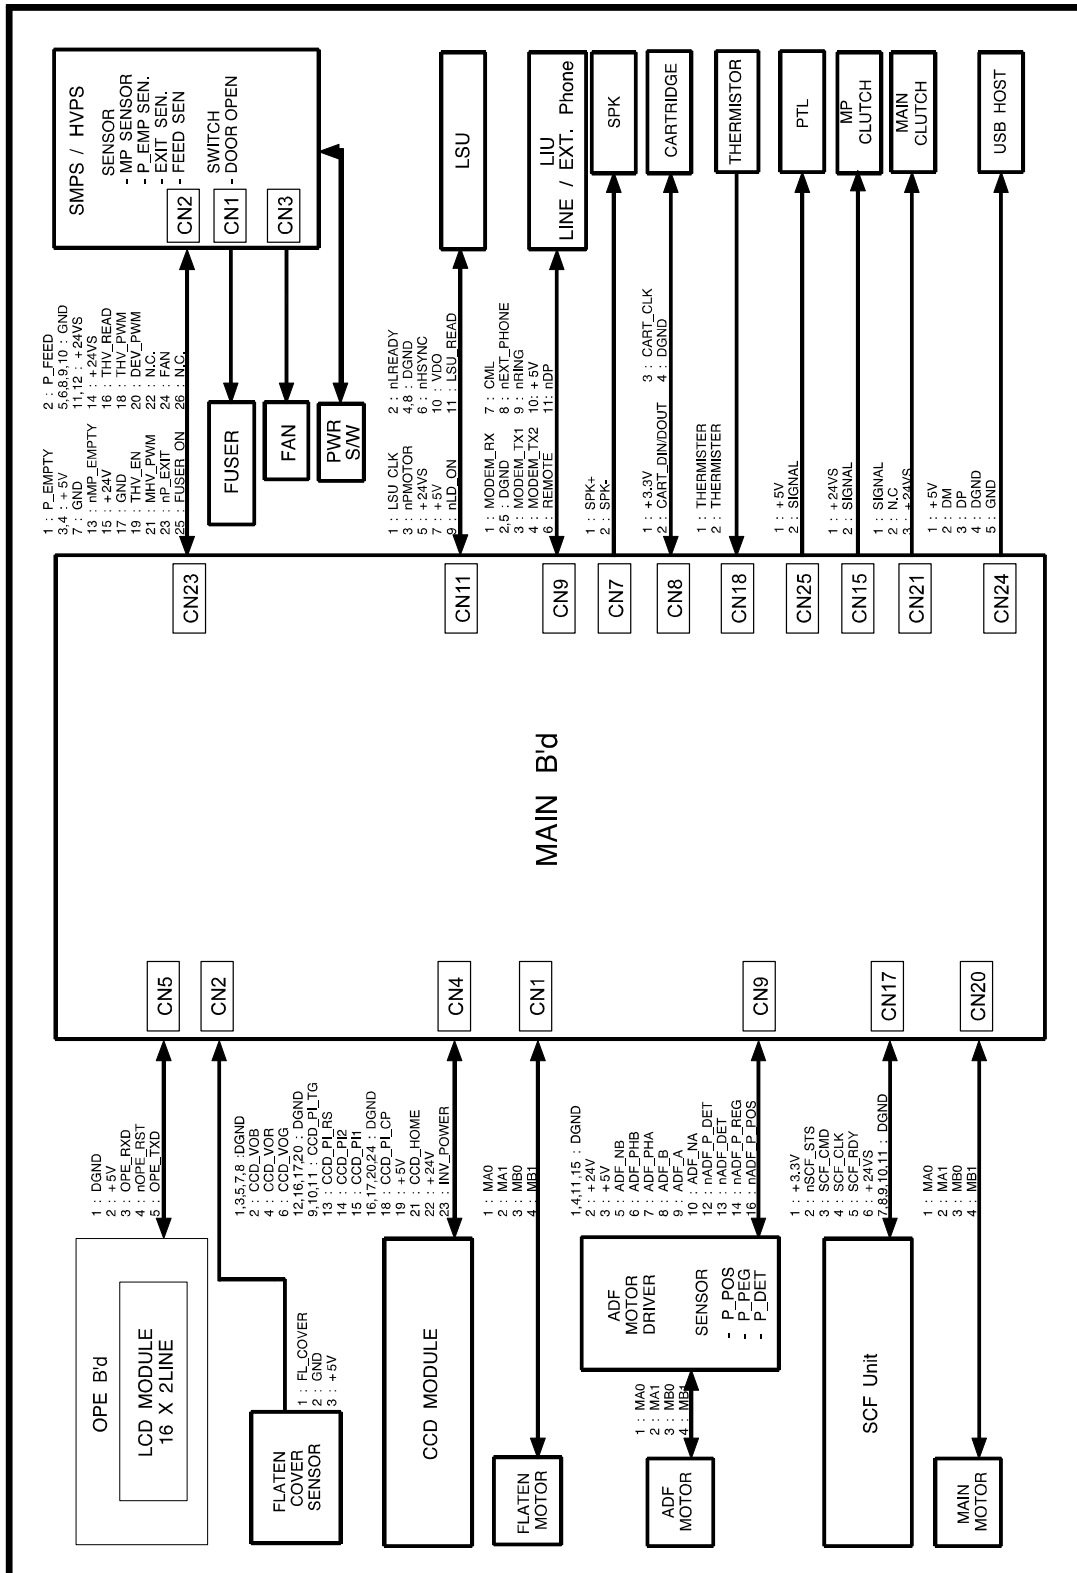 SMPS / HVPS
SENSOR
- MP SENSOR
- P_EMP SEN.
- EXIT SEN.
- FEED SEN
SWITCH
- DOOR OPEN
CN2
CN1
CN3
LSU
LIU
LINE / EXT. Phone
SPK
CARTRIDGE
THERMISTOR
PTL
MP
CLUTCH
MAIN
CLUTCH
USB HOST
FUSER
FAN
PWR
S/W
1 : P_EMPTY
3,4 : +5V
7 : GND
13 : nMP_EMPTY
15 : +24V
17 : GND
19 : THV_EN
21 : MHV_PWM
23 : nP_EXIT
25 : FUSER ON
2 : P_FEED
5,6,8,9,10 : GND
11,12 : +24VS
14 : +24VS
16 : THV_READ
18 : THV_PWM
20 : DEV_PWM
22 : N.C.
24 : FAN
26 : N.C.
1 : LSU_CLK
3 : nPMOTOR
5 : +24VS
7 : +5V
9 : nLD_ON
2 : nLREADY
4,8 : DGND
6 : nHSYNC
10 : VDO
11 : LSU_READ
1 : MODEM_RX
2,5 : DGND
3 : MODEM_TX1
4 : MODEM_TX2
6 : REMOTE
7 : CML
8 : nEXT_PHONE
9 : nRING
10: +5V
11: nDP
1 : SPK+
2 : SPK-
1 : +3.3V
2 : CART_DIN/DOUT
3 : CART_CLK
4 : DGND
1 : THERMISTER
2 : THERMISTER
1 : +5V
2 : SIGNAL
1 : +24VS
2 : SIGNAL
1 : SIGNAL
2 : N.C
3 : +24VS
1 : +5V
2 : DM
3 : DP
4 : DGND
5 : GND
CN23
CN11
CN9
CN7
CN8
CN18
CN25
CN15
CN21
CN24
MAIN B'd
CN5
CN2
CN4
CN1
CN9
CN17
CN20
1 : DGND
2 : +5V
3 : OPE_RXD
4 : nOPE_RST
5 : OPE_TXD
1,3,5,7,8 :DGND
2 : CCD_VOB
4 : CCD_VOR
6 : CCD_VOG
12,16,17,20 : DGND
9,10,11 : CCD_PI_TG
13 : CCD_PI_RS
14 : CCD_PI2
15 : CCD_PI1
16,17,20,24 : DGND
18 : CCD_PI_CP
19 : +5V
21 : CCD_HOME
22 : +24V
23 : INV_POWER
1 : MA0
2 : MA1
3 : MB0
4 : MB1
1,4,11,15 : DGND
2 : +24V
3 : +5V
5 : ADF_NB
6 : ADF_PHB
7 : ADF_PHA
8 : ADF_B
9 : ADF_A
10 : ADF_NA
12 : nADF_P_DET
13 : nADF_DET
14 : nADF_P_REG
16 : nADF_P_POS
1 : +3.3V
2 : nSCF_STS
3 : SCF_CMD
4 : SCF_CLK
5 : SCF_RDY
6 : +24VS
7,8,9,10,11 : DGND
1 : MA0
2 : MA1
3 : MB0
4 : MB1
OPE B'd
LCD MODULE
16 X 2LINE
1 : FL_COVER
2 : GND
3 : +5V
FLATEN
COVER
SENSOR
CCD MODULE
FLATEN
MOTOR
ADF
MOTOR
DRIVER
SENSOR
- P_POS
- P_PEG
- P_DET
1 : MA0
2 : MA1
3 : MB0
4 : MB1
ADF
MOTOR
SCF Unit
MAIN
MOTOR